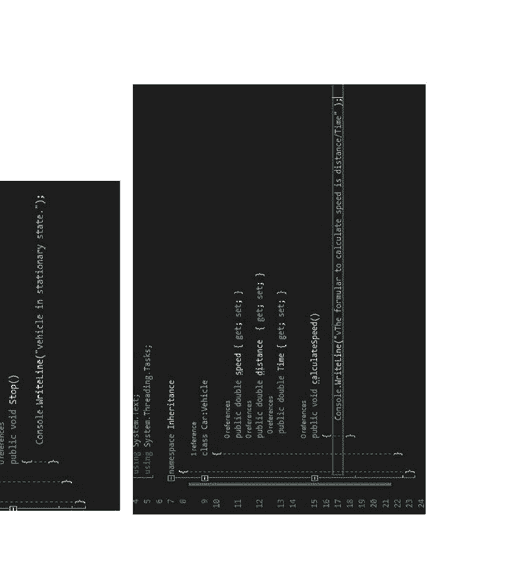 0 references
public void Stop()
{
Console.WriteLine("vehicle in stationary state.");
}
}
}
4 using System.Text;
5 using System.Threading.Tasks;
6
7 namespace Inheritance
8 {
1 reference
9 class Car:Vehicle
10 {
0 references
11 public double speed { get; set; }
0 references
12 public double distance { get; set; }
0 references
13 public double Time { get; set; }
14
0 references
15 public void calculateSpeed()
16 {
17 Console.WriteLine("vThe formular to calculate speed is distance/Time" );
18 }
19
20
21
22 }
23 }
24